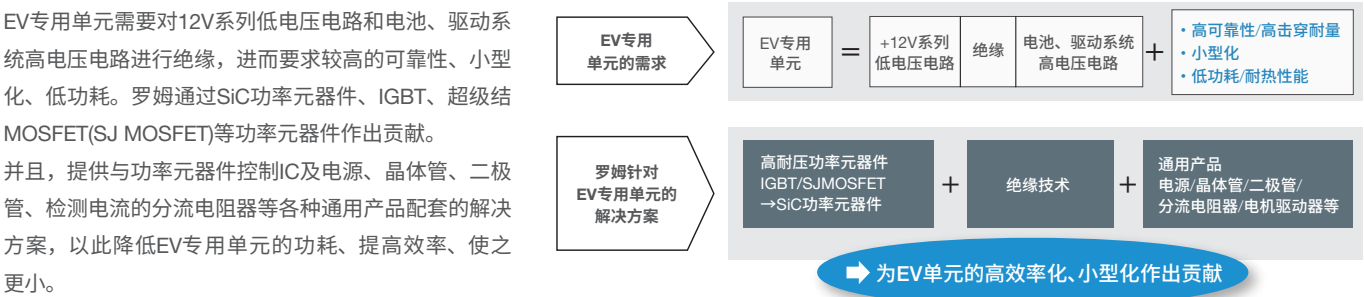 EV专用单元需要对12V系列低电压电路和电池、驱动系
统高电压电路进行绝缘，进而要求较高的可靠性、小型
化、低功耗。罗姆通过SiC功率元器件、IGBT、超级结
MOSFET(SJ MOSFET)等功率元器件作出贡献。
并且，提供与功率元器件控制IC及电源、晶体管、二极
管、检测电流的分流电阻器等各种通用产品配套的解决
方案，以此降低EV专用单元的功耗、提高效率、使之
更小。
EV专用
单元的需求
EV专用
单元
=
+12V系列
低电压电路
绝缘
电池、驱动系统
高电压电路
+
・高可靠性/高击穿耐量
・小型化
・低功耗/耐热性能
罗姆针对
EV专用单元的
解决方案
高耐压功率元器件
IGBT/SJMOSFET
→SiC功率元器件
+
绝缘技术
+
通用产品
电源/晶体管/二极管/
分流电阻器/电机驱动器等
为EV单元的高效率化、小型化作出贡献